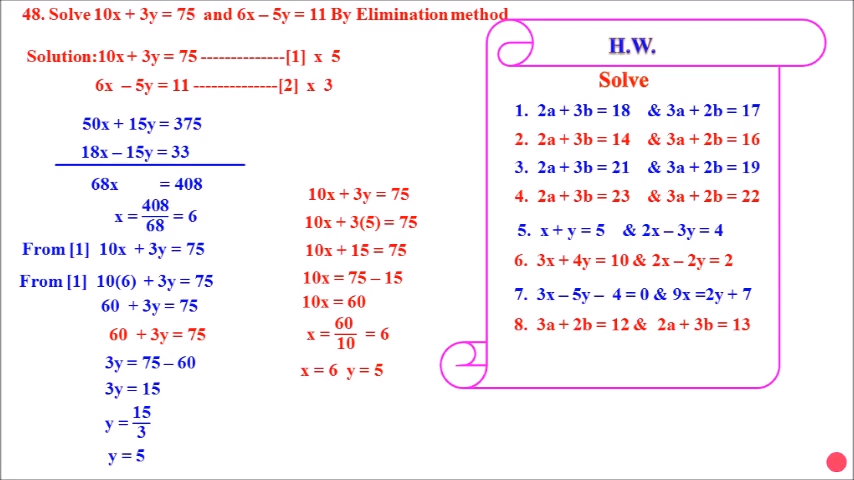 48. Solve 10x + 3y = 75 and 6x – 5y = 11 By Elimination method
Solution:10x + 3y = 75 --------------[1] x 5
6x – 5y = 11 --------------[2] x 3
50x + 15y = 375
18x – 15y = 33
68x = 408
x = 408/68 = 6
From [1] 10x + 3y = 75
From [1] 10(6) + 3y = 75
60 + 3y = 75
60 + 3y = 75
3y = 75 – 60
3y = 15
y = 15/3
y = 5
10x + 3y = 75
10x + 3(5) = 75
10x + 15 = 75
10x = 75 – 15
10x = 60
x = 60/10 = 6
x = 6 y = 5
H.W.
Solve
1. 2a + 3b = 18 & 3a + 2b = 17
2. 2a + 3b = 14 & 3a + 2b = 16
3. 2a + 3b = 21 & 3a + 2b = 19
4. 2a + 3b = 23 & 3a + 2b = 22
5. x + y = 5 & 2x – 3y = 4
6. 3x + 4y = 10 & 2x – 2y = 2
7. 3x – 5y – 4 = 0 & 9x =2y + 7
8. 3a + 2b = 12 & 2a + 3b = 13